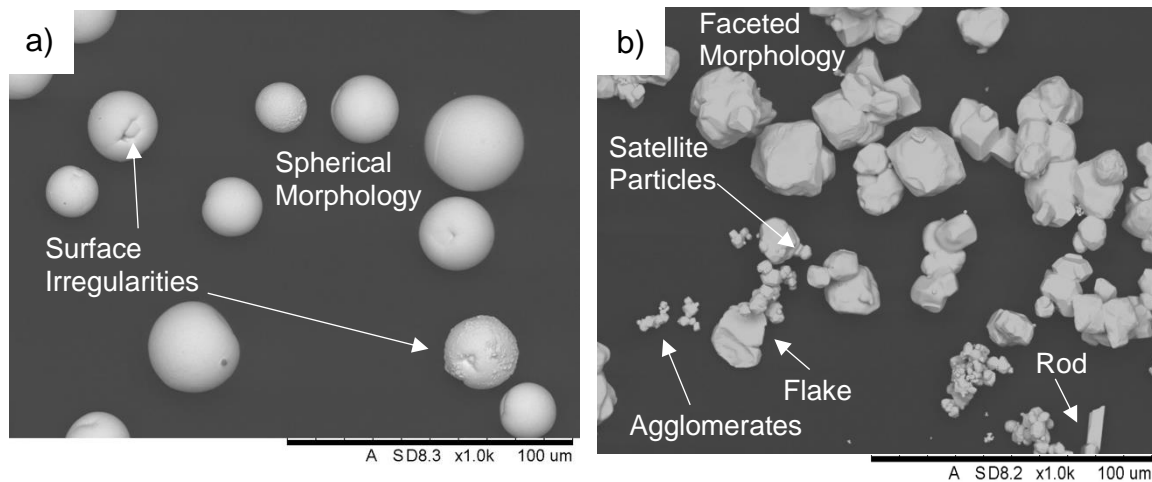 a)
Spherical
Morphology
Surface
Irregularities
A SD8.3 x1.0k 100 um
b)
Faceted
Morphology
Satellite
Particles
Flake
Rod
Agglomerates
A SD8.2 x1.0k 100 um